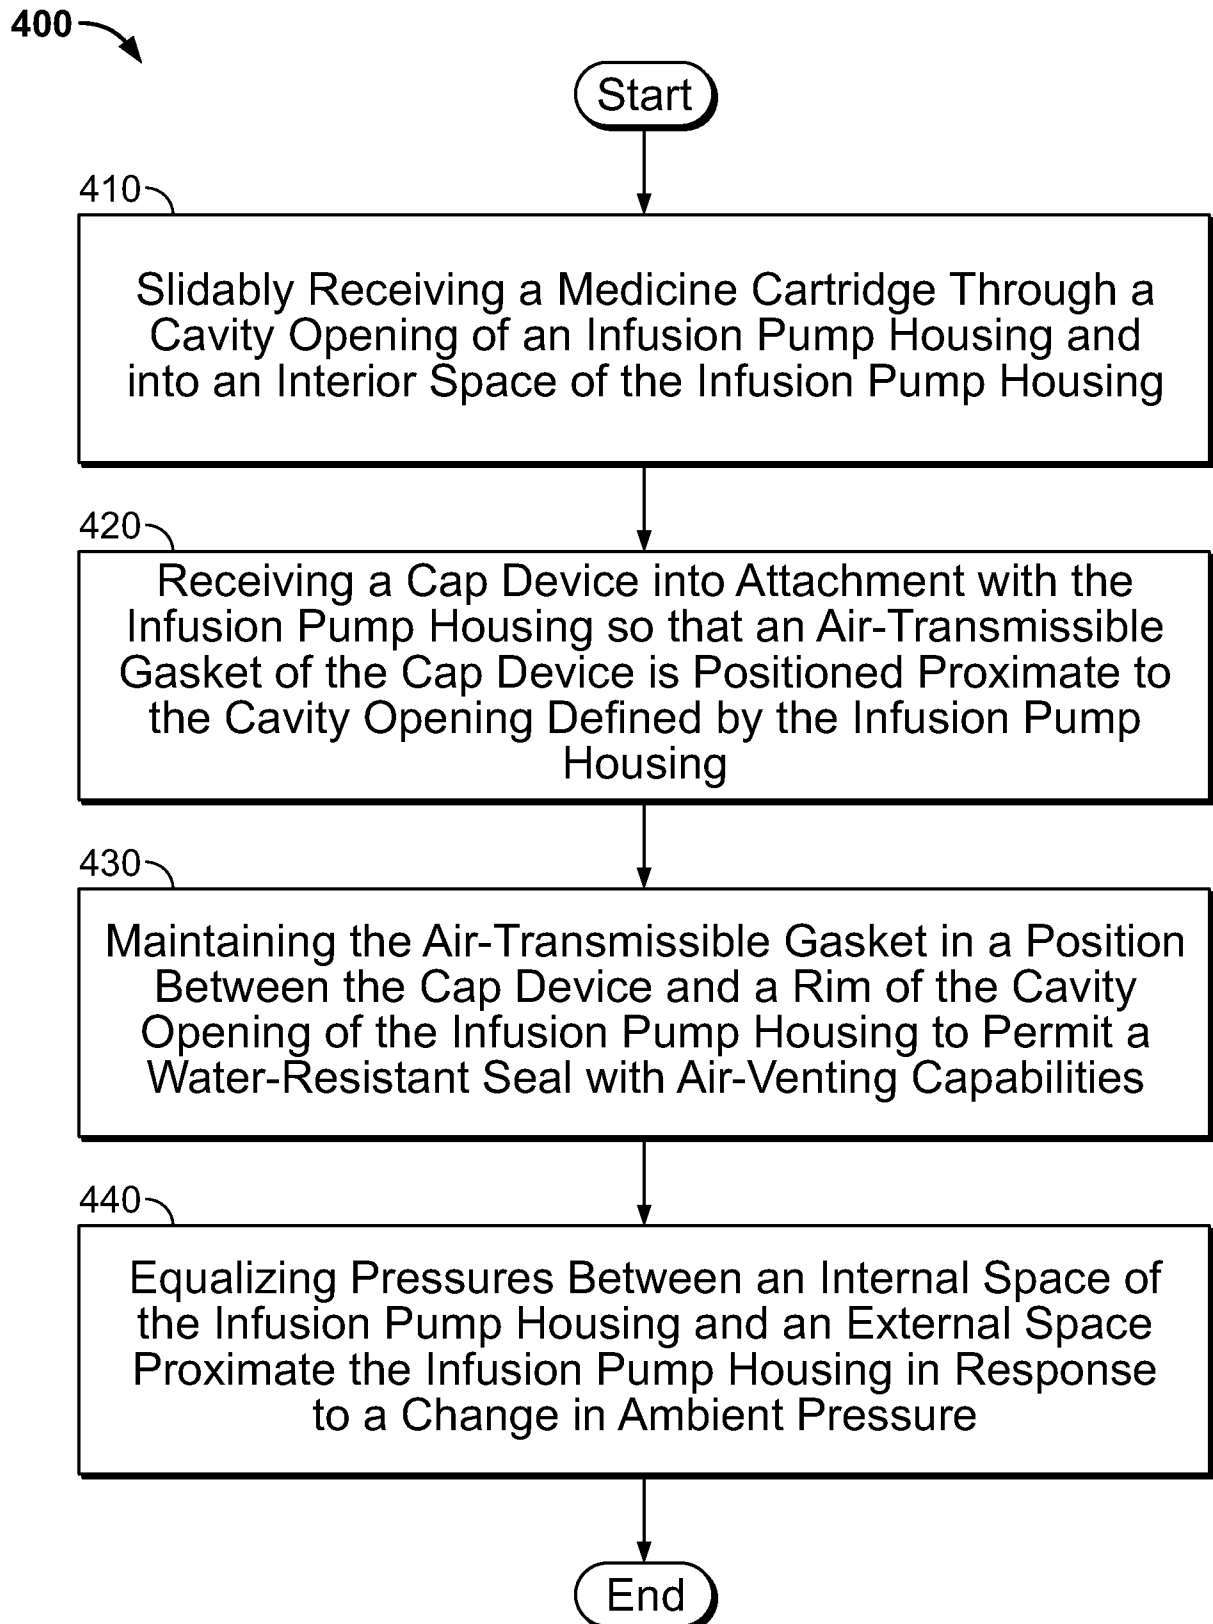 400
Start
410
Slidably Receiving a Medicine Cartridge Through a
Cavity Opening of an Infusion Pump Housing and
into an Interior Space of the Infusion Pump Housing
420
Receiving a Cap Device into Attachment with the
Infusion Pump Housing so that an Air-Transmissible
Gasket of the Cap Device is Positioned Proximate to
the Cavity Opening Defined by the Infusion Pump
Housing
430
Maintaining the Air-Transmissible Gasket in a Position
Between the Cap Device and a Rim of the Cavity
Opening of the Infusion Pump Housing to Permit a
Water-Resistant Seal with Air-Venting Capabilities
440
Equalizing Pressures Between an Internal Space of
the Infusion Pump Housing and an External Space
Proximate the Infusion Pump Housing in Response
to a Change in Ambient Pressure
End